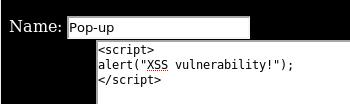 Name: Pop-up
<script>
alert("XSS vulnerability!");
</script>